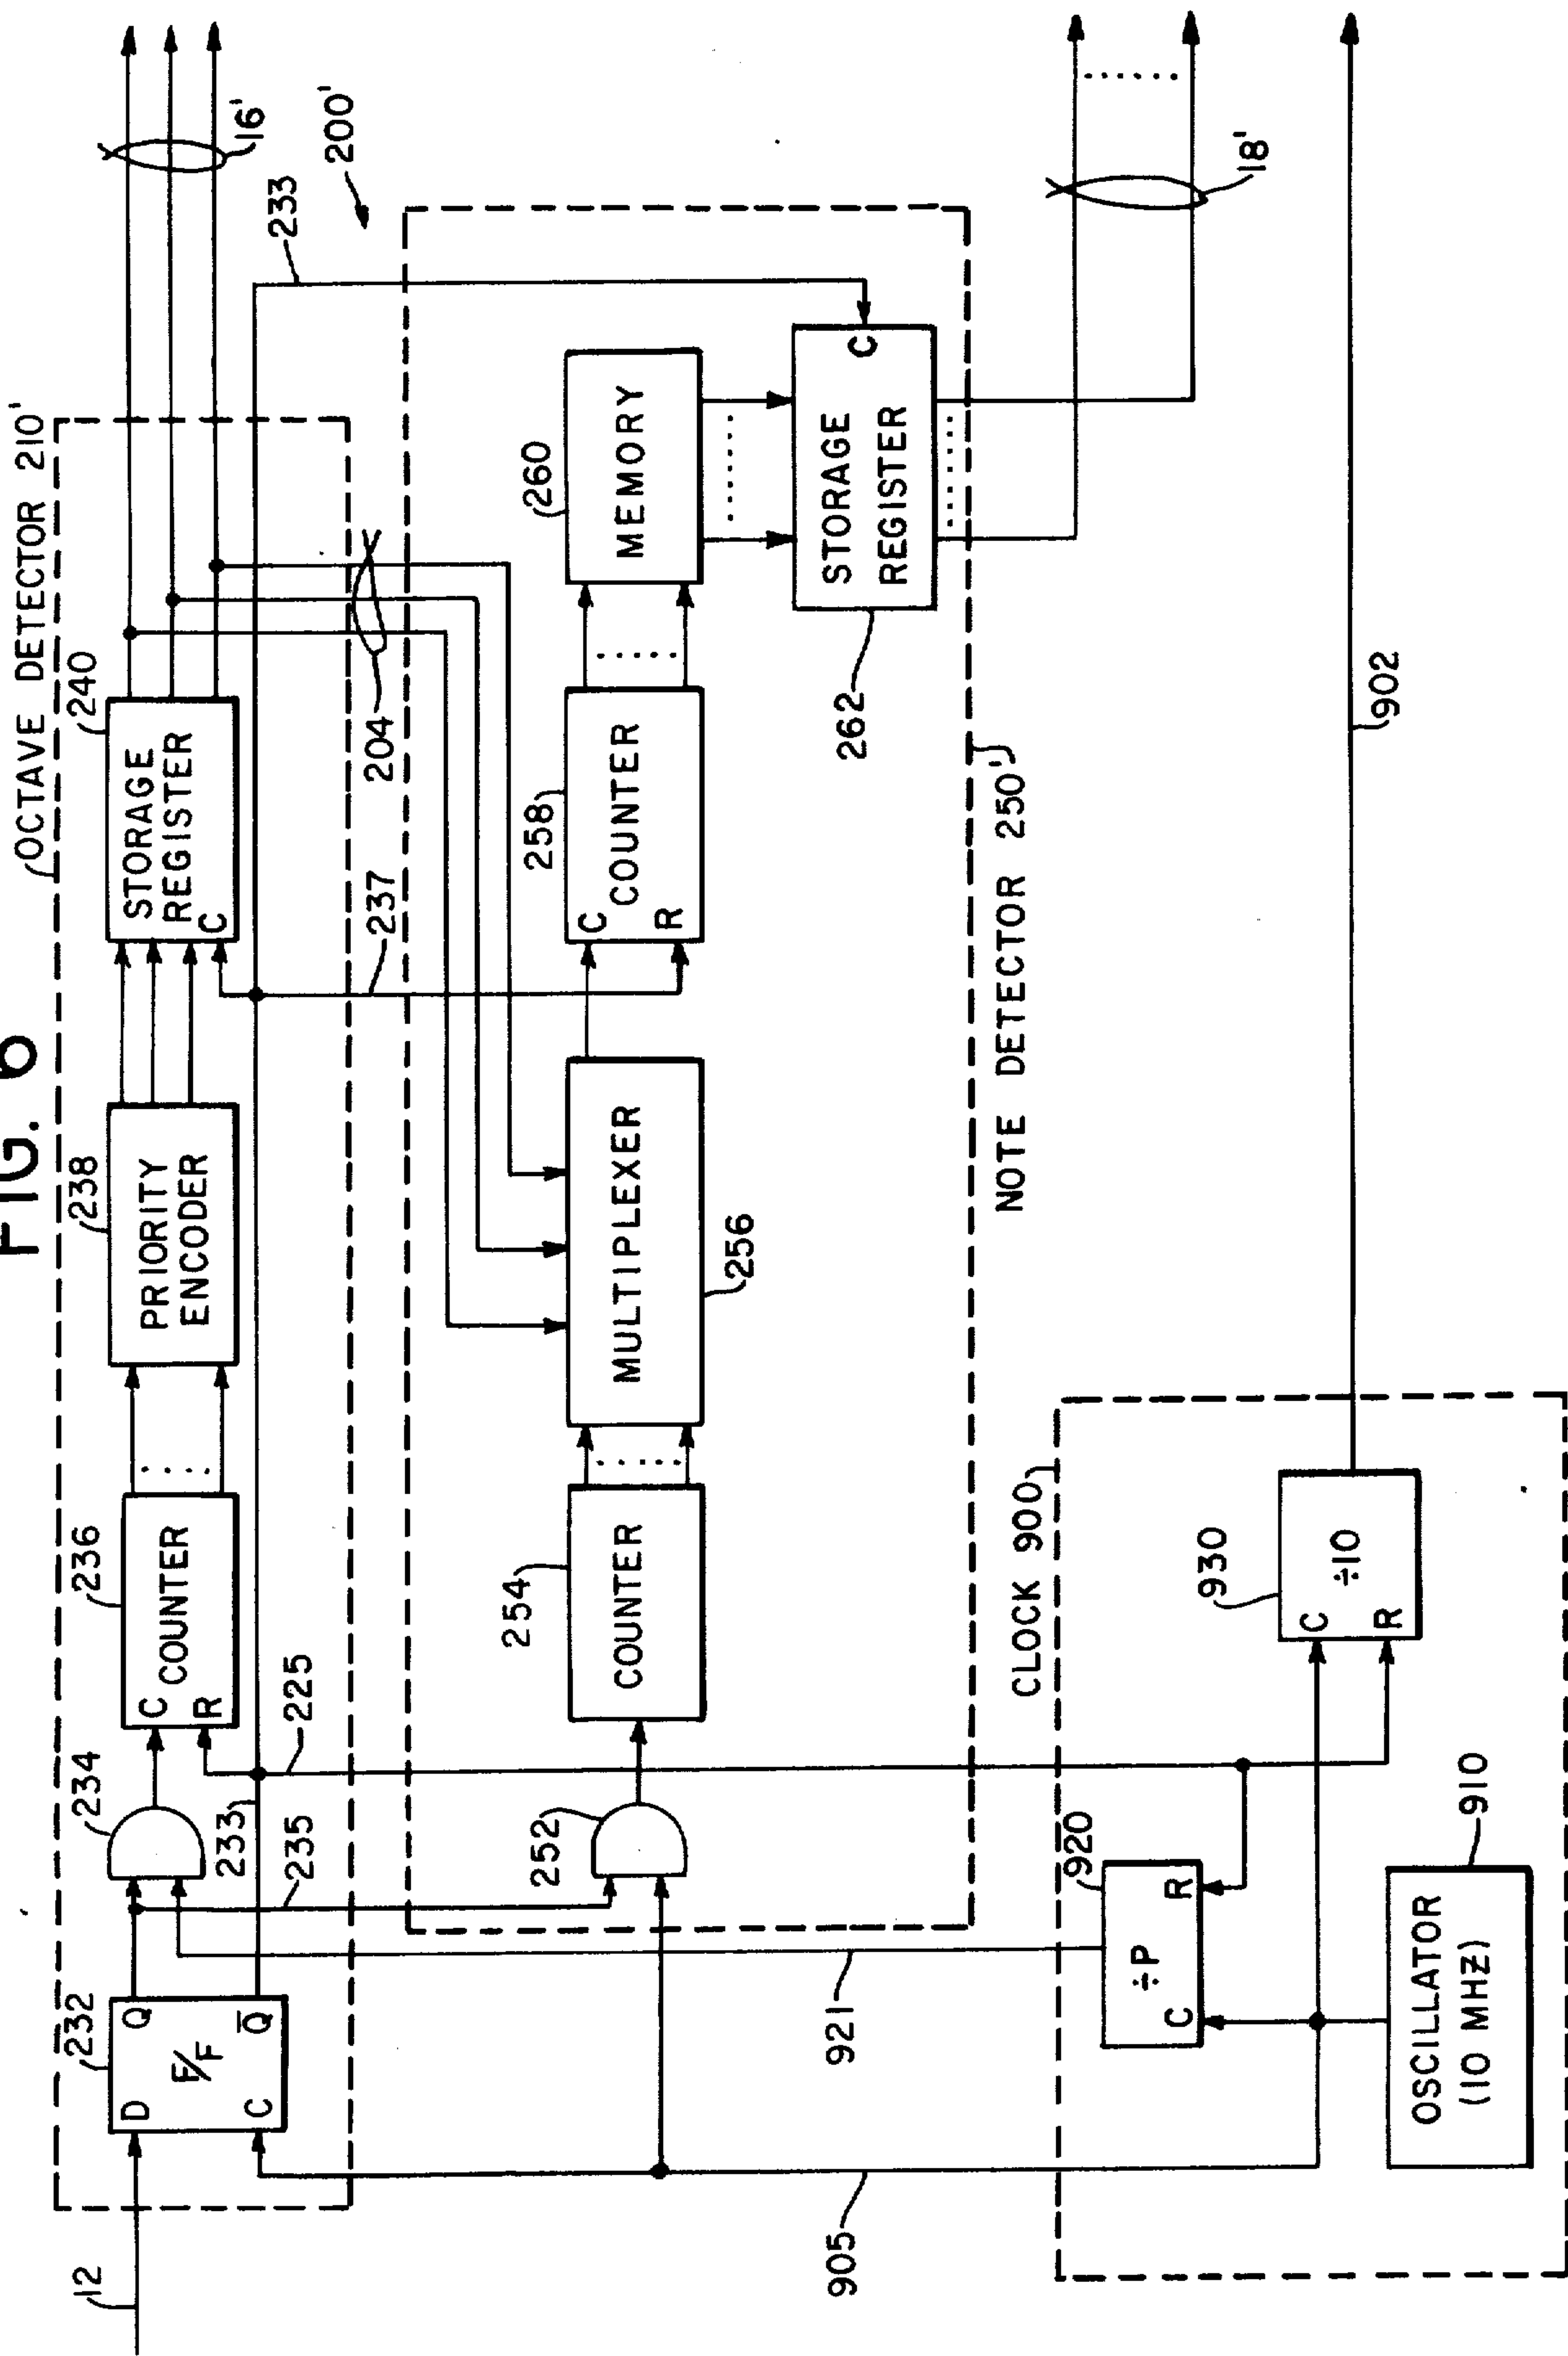 FIG. 6
OCTAVE DETECTOR 210'
12
232
D
Q
F/F
C
Q̅
234
233
235
225
236
C
COUNTER
R
238
PRIORITY
ENCODER
240
STORAGE
REGISTER
C
16'
200'
233
237
204
252
254
COUNTER
MULTIPLEXER
256
258
C
COUNTER
R
260
MEMORY
STORAGE
REGISTER
C
262
18'
NOTE DETECTOR 250'
CLOCK 900
905
921
920
÷P
C
R
930
C
÷10
R
902
OSCILLATOR
(10 MHZ)
910